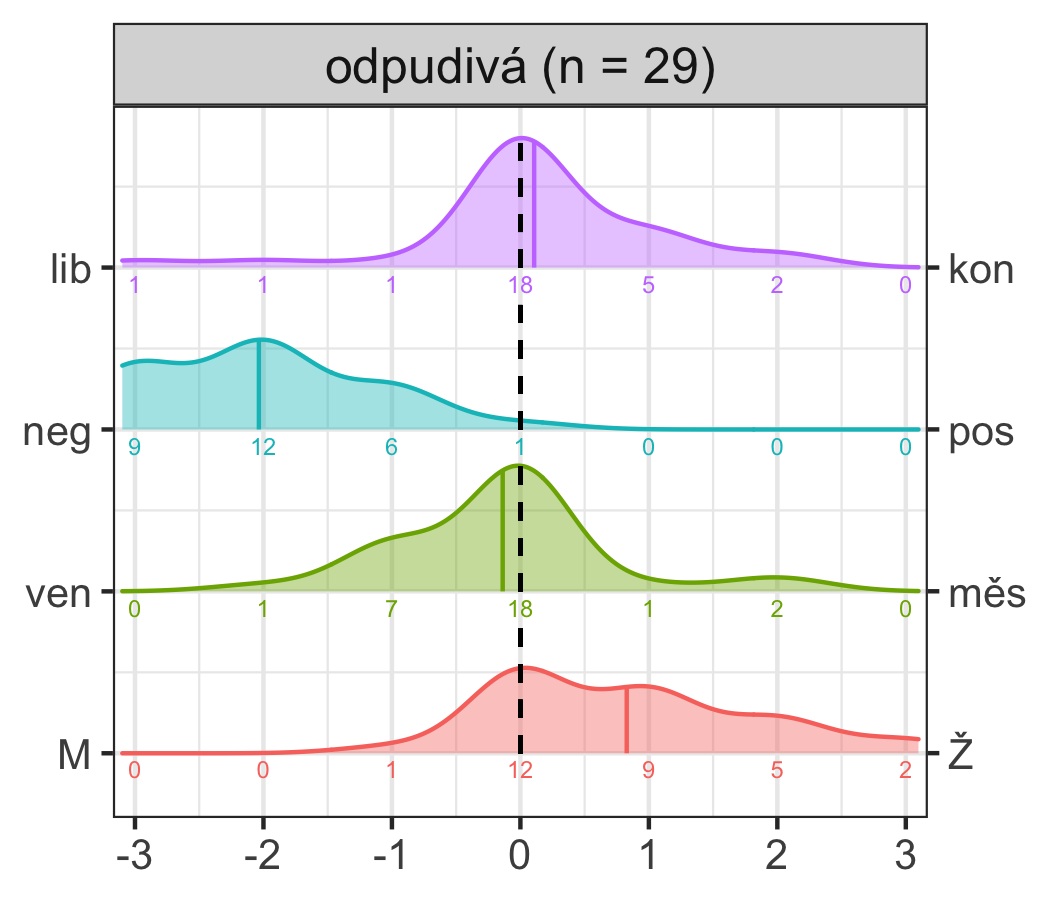 odpudivá (n = 29)
lib kon
1 1 1 18 5 2 0
neg pos
9 12 6 1 0 0 0
ven měs
0 1 7 18 1 2 0
M Ž
0 0 1 12 9 5 2
-3 -2 -1 0 1 2 3